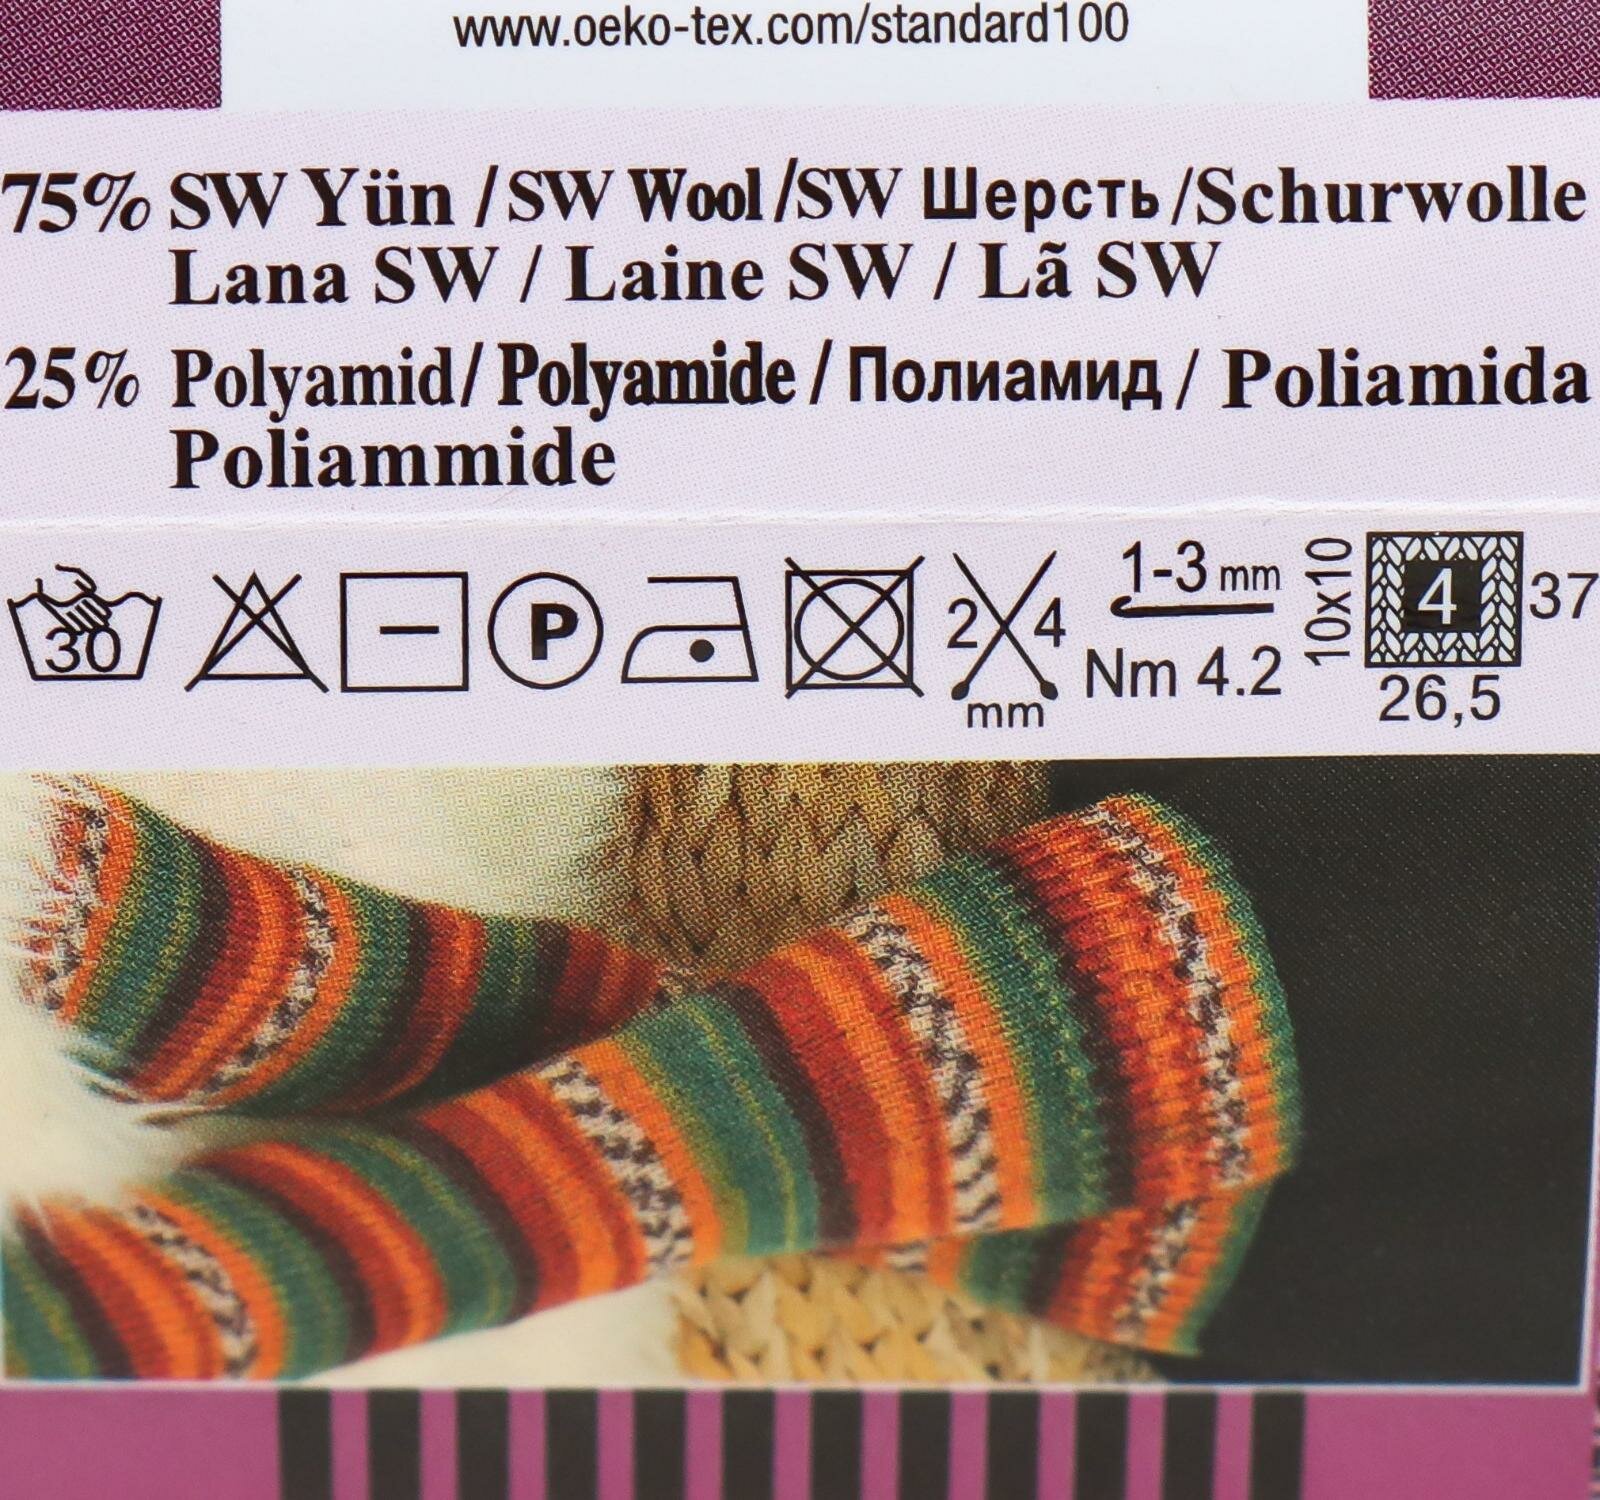 www.oeko-tex.com/standard100
75% SW Yün / SW Wool / SW Шерсть / Schurwolle
Lana SW / Laine SW / Lã SW
25% Polyamid / Polyamide / Полиамид / Poliamida
Poliammide
30 P 2 4 mm 1-3 mm Nm 4.2 10x10 4 37 26,5